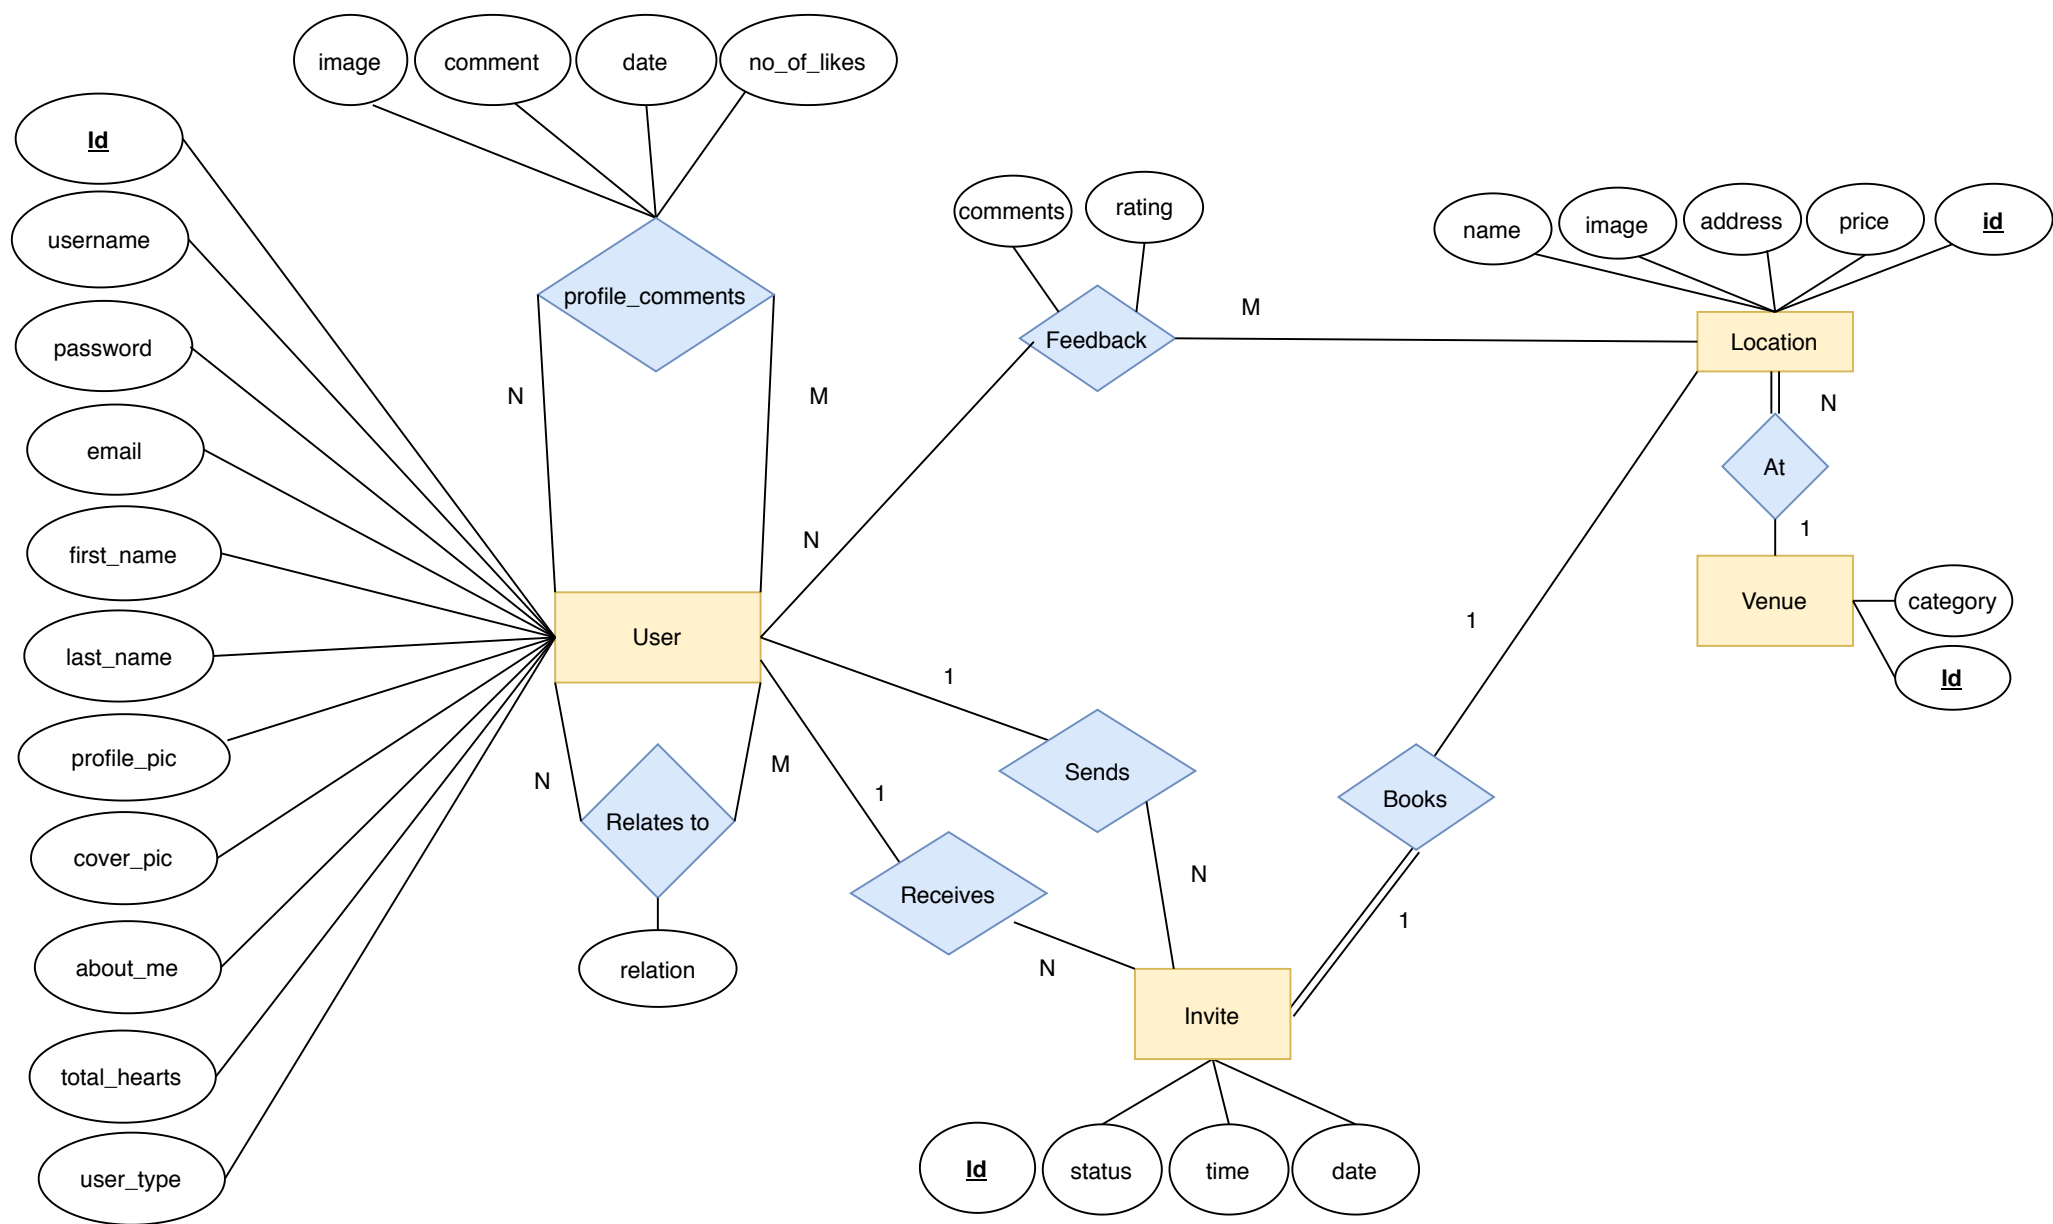 image
comment
date
no_of_likes
Id
username
password
email
first_name
last_name
profile_pic
cover_pic
about_me
total_hearts
user_type
profile_comments
N
M
User
N
M
Relates to
relation
comments
rating
Feedback
M
N
name
image
address
price
id
Location
N
At
1
Venue
category
Id
1
Sends
N
1
Receives
N
1
Books
1
Invite
Id
status
time
date